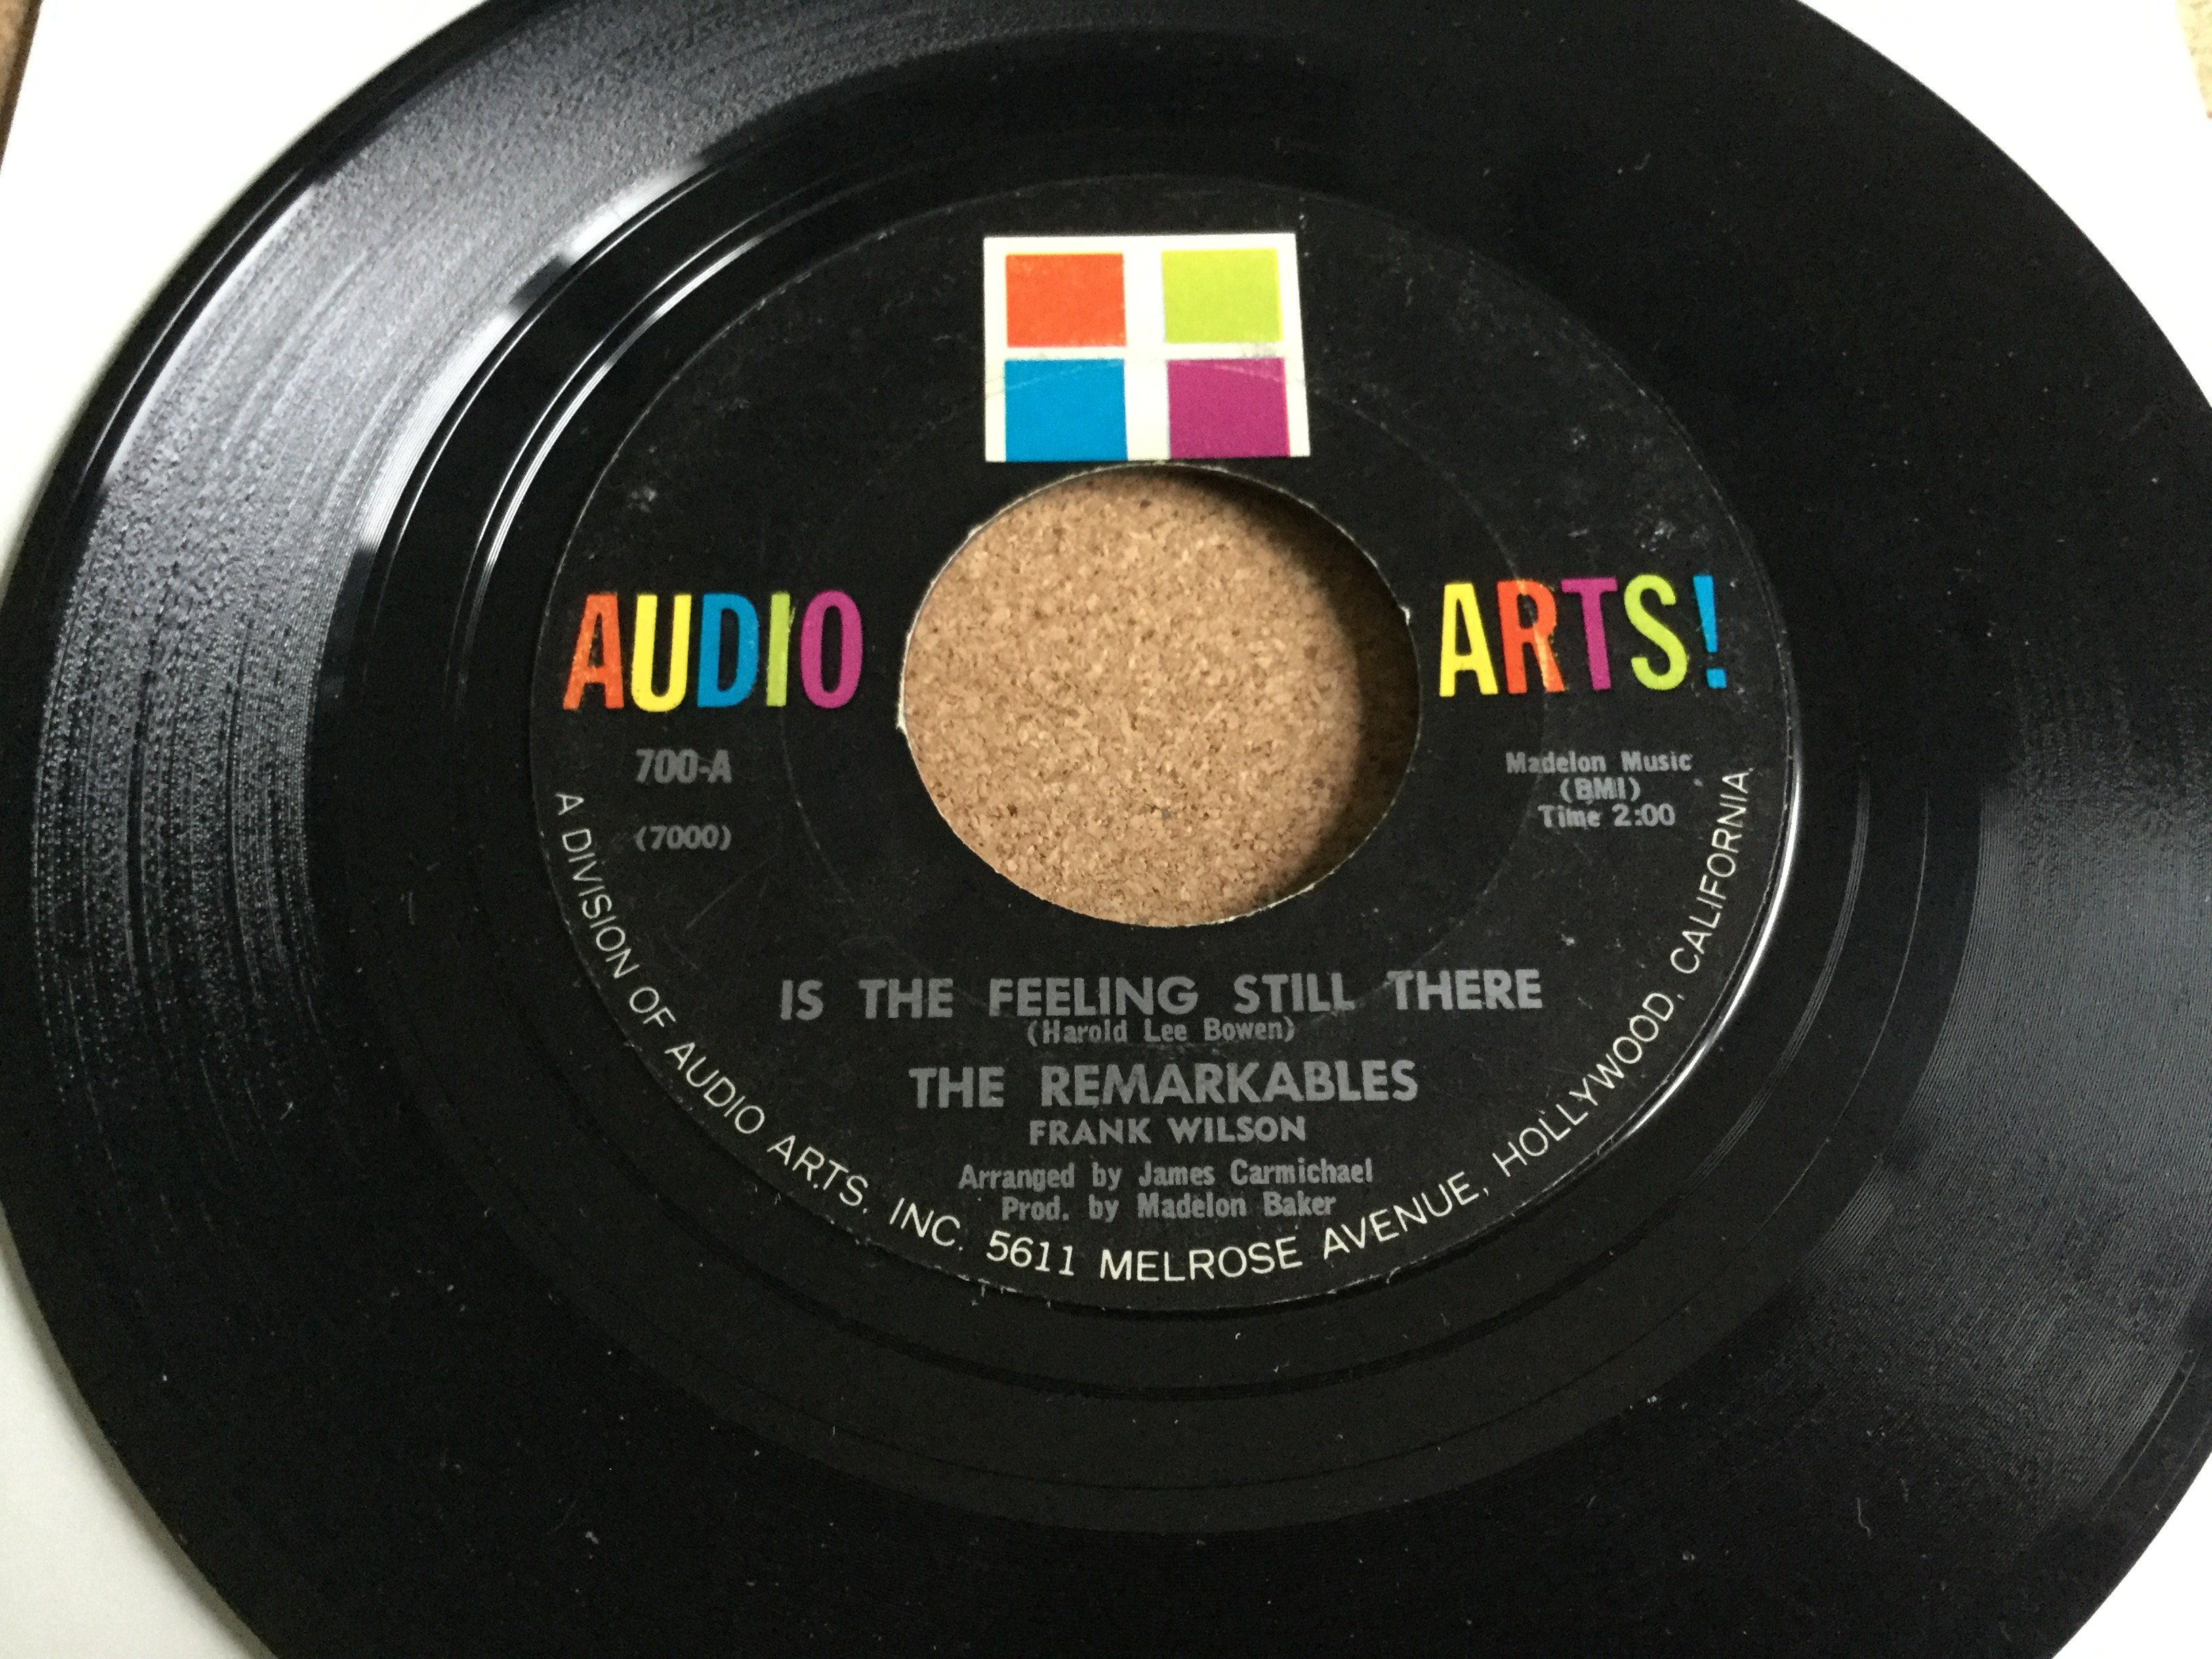 AUDIO ARTS!
700-A
(7000)
Madelon Music
(BMI)
Time 2:00
IS THE FEELING STILL THERE
(Harold Lee Bowen)
THE REMARKABLES
FRANK WILSON
Arranged by James Carmichael
Prod. by Madelon Baker
A DIVISION OF AUDIO ARTS, INC. 5611 MELROSE AVENUE, HOLLYWOOD, CALIFORNIA